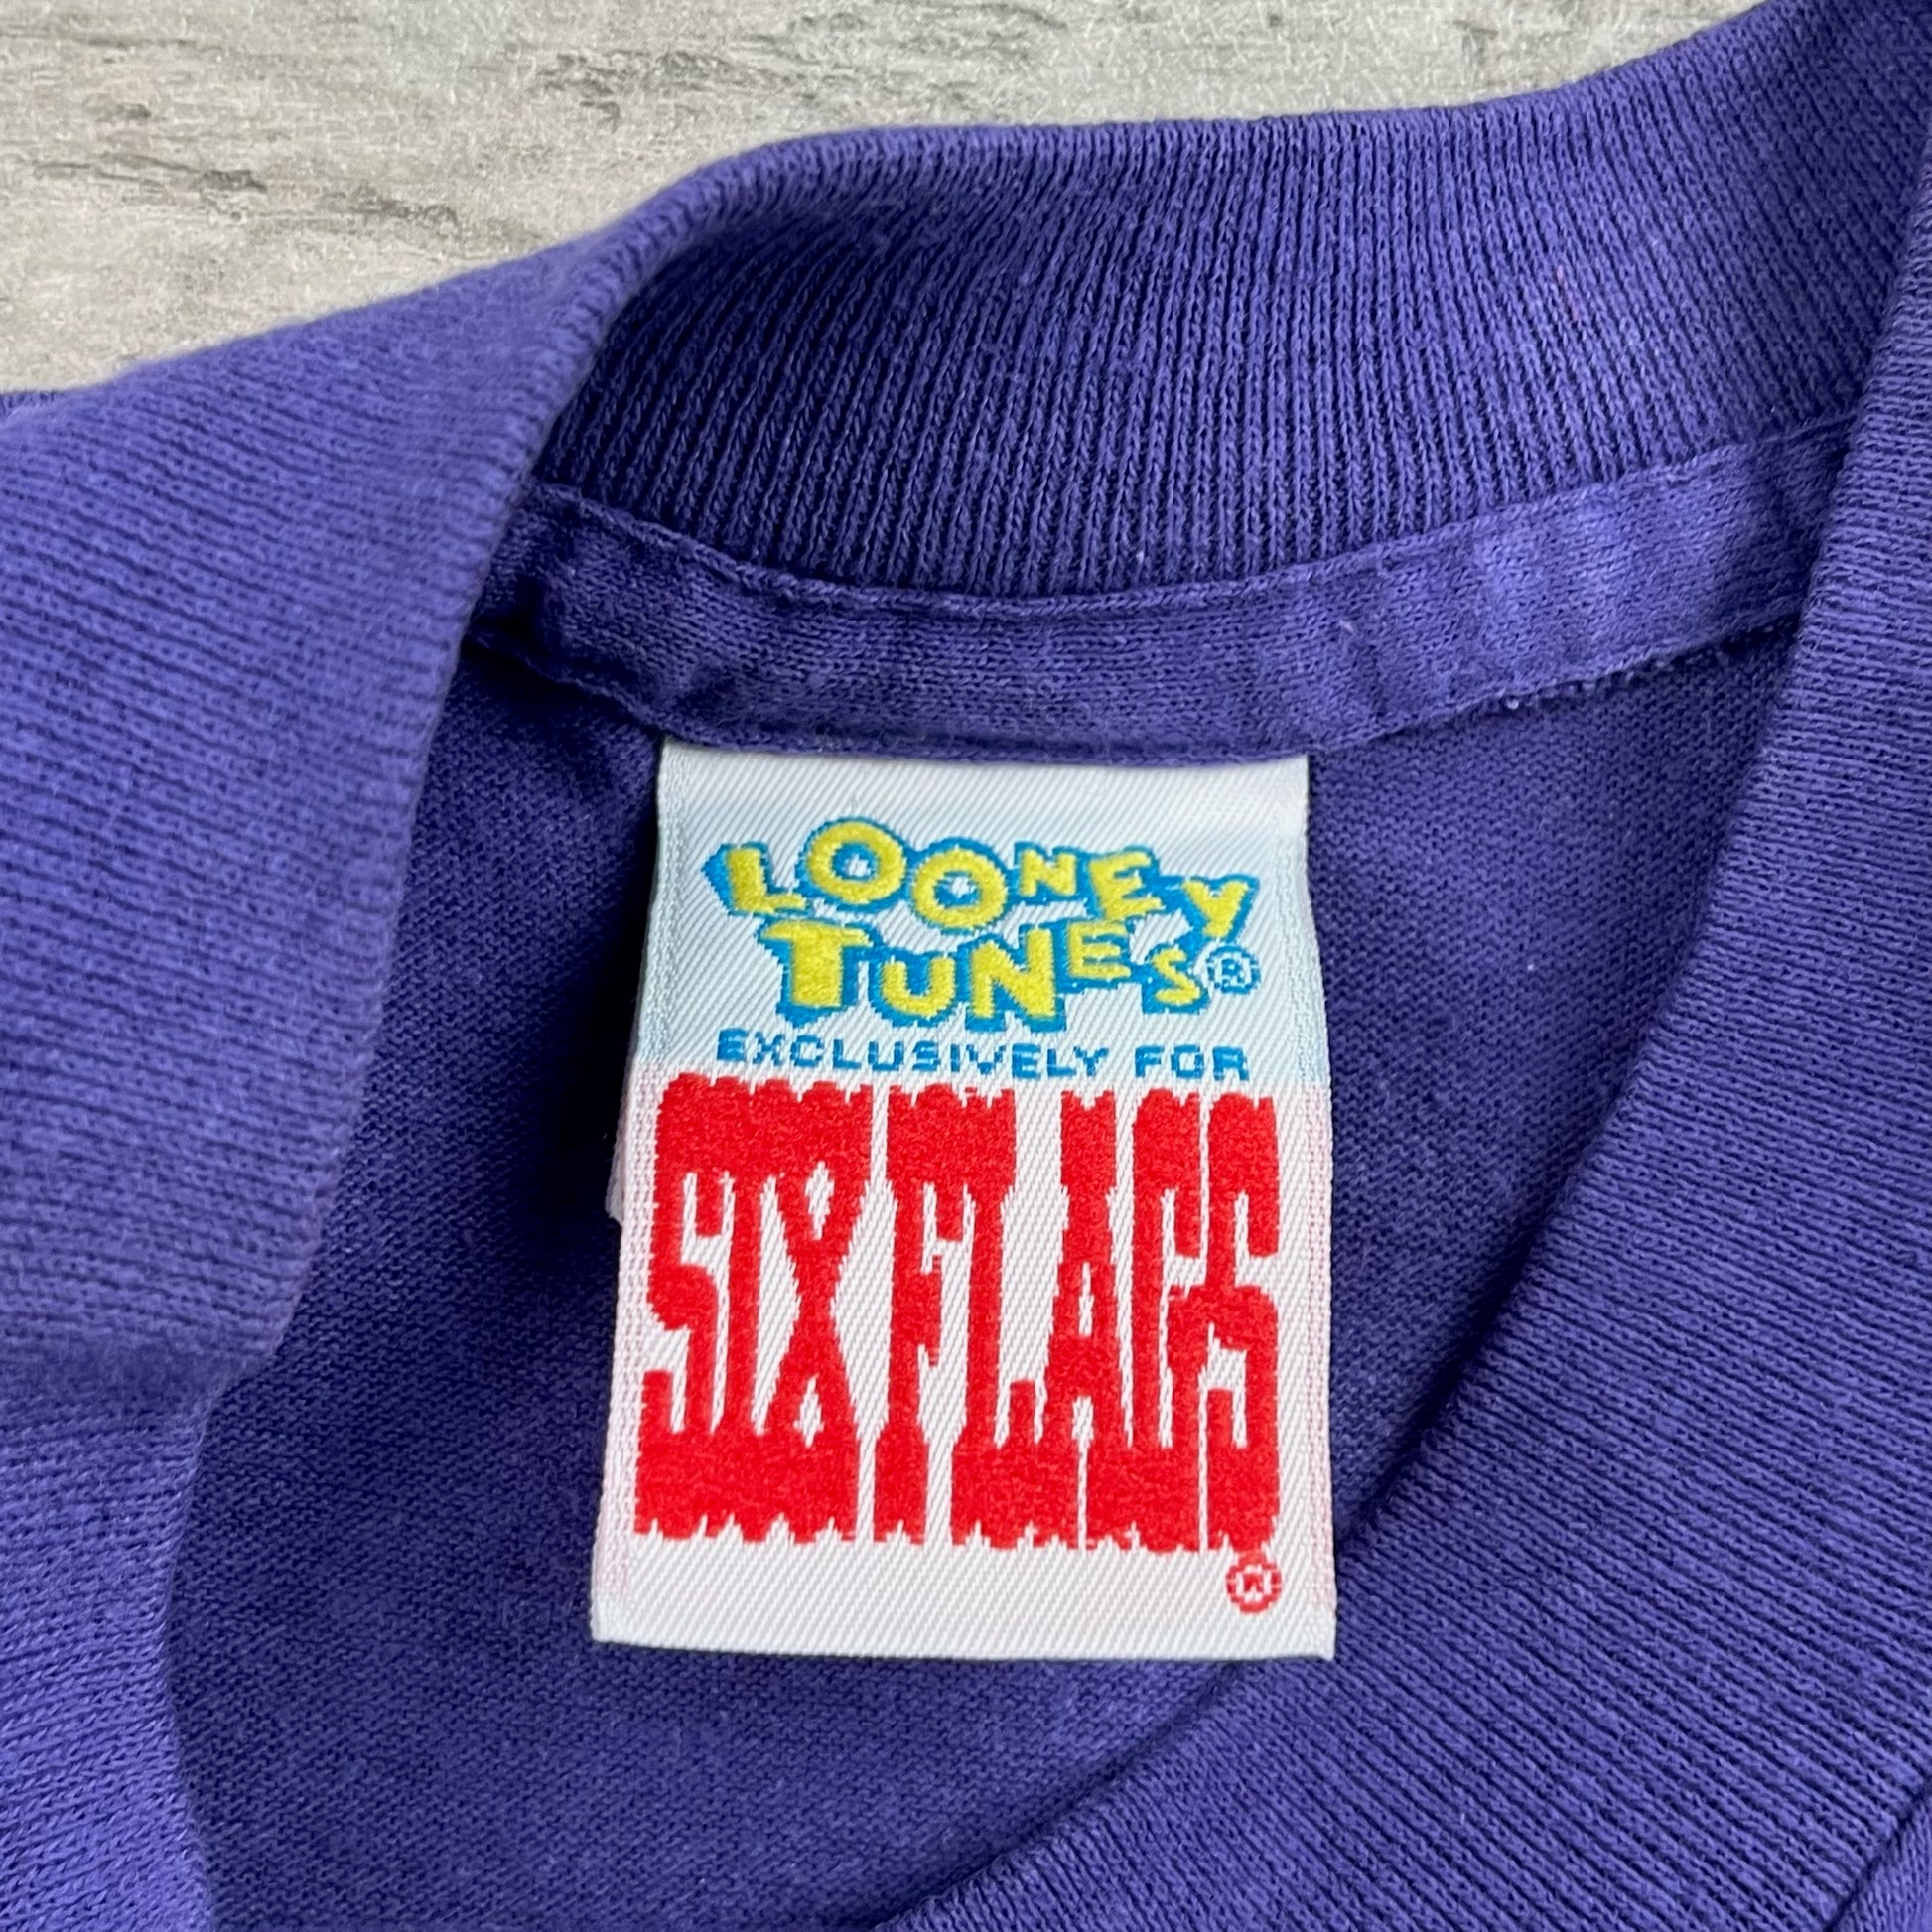 LOONEY
TUNES®
EXCLUSIVELY FOR
SIX FLAGS
®